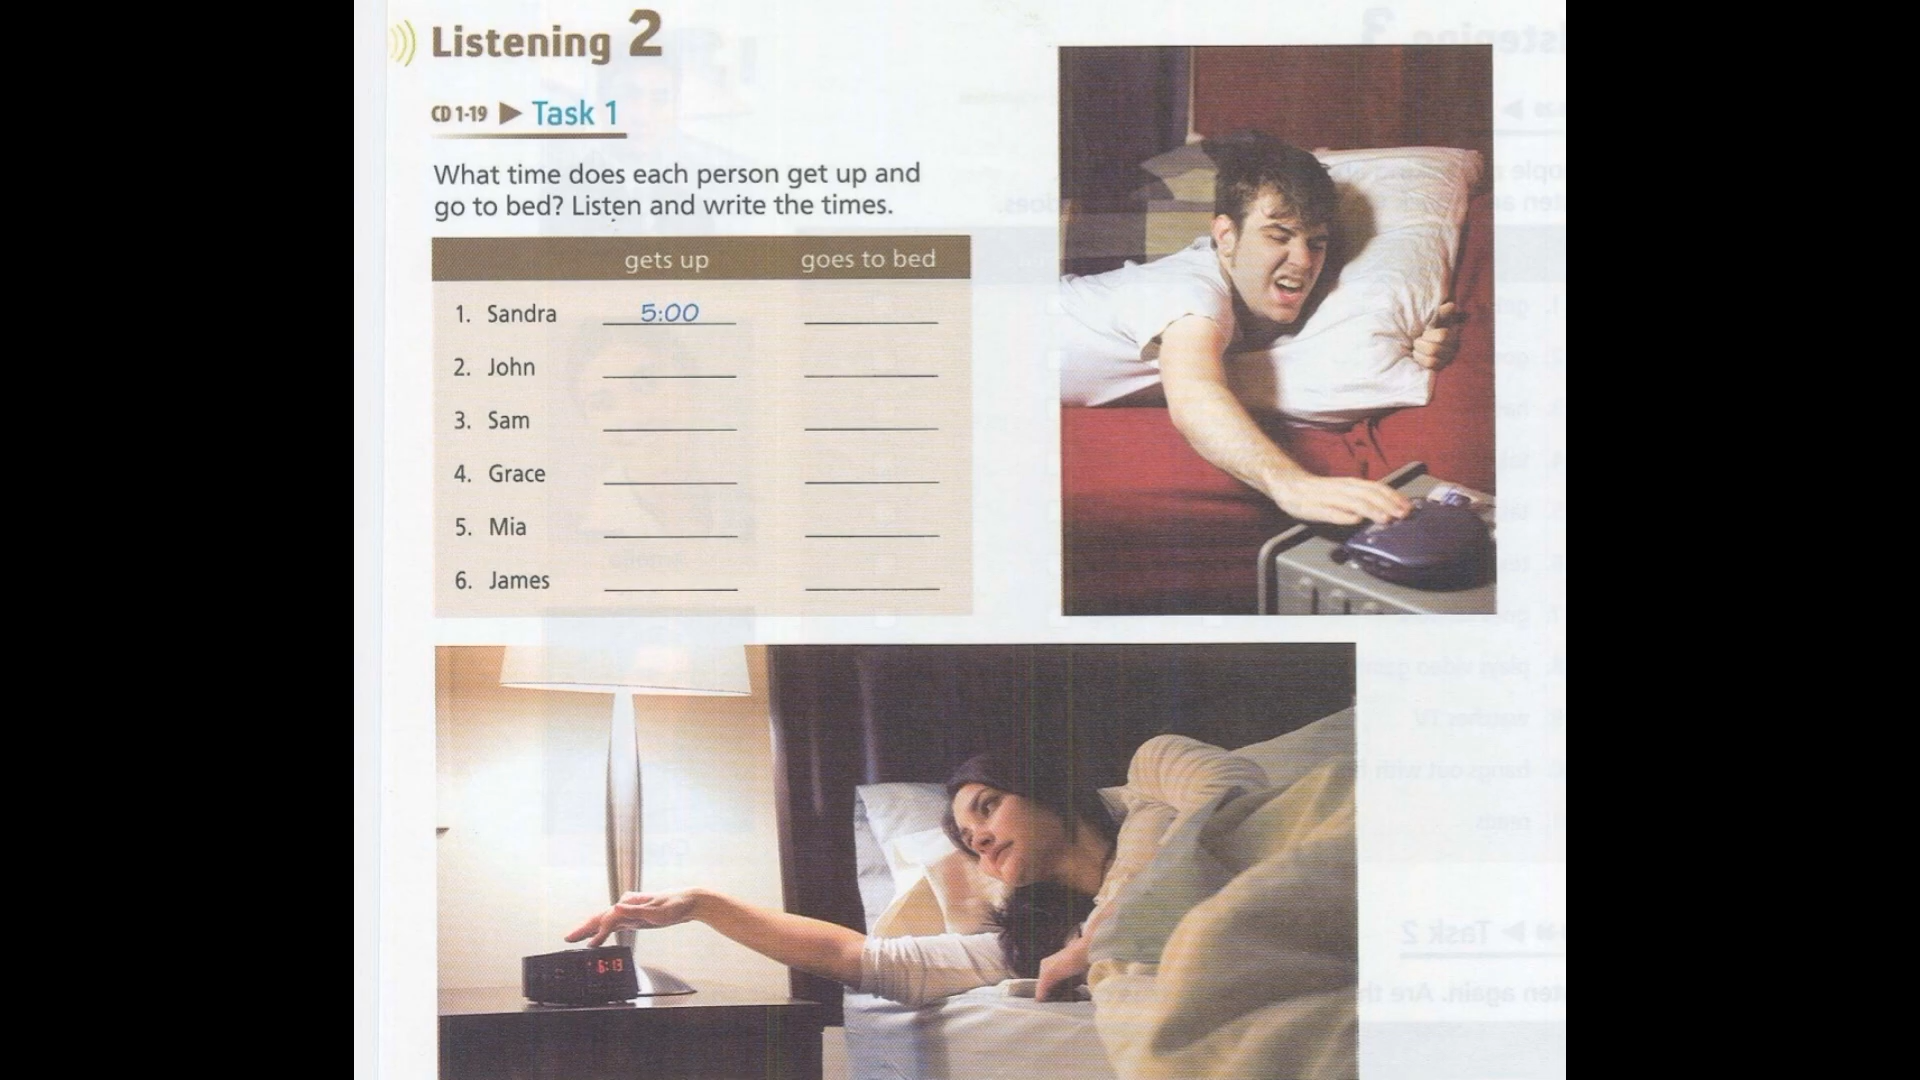 Listening 2
CD 1-19 ▶ Task 1
What time does each person get up and
go to bed? Listen and write the times.
gets up goes to bed
1. Sandra 5:00
2. John
3. Sam
4. Grace
5. Mia
6. James
6:13